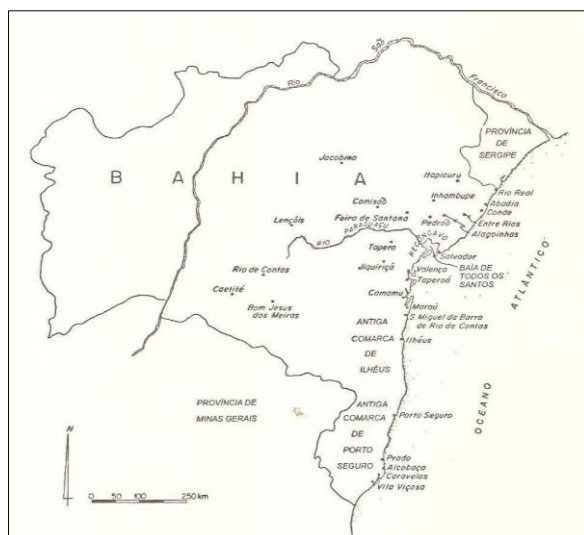 Rio São Francisco
PROVÍNCIA
DE
SERGIPE
BAHIA
Jacobina
Itapicuru
Rio Real
Inhambupe
Abadia
Camisão
Conde
Lençóis
Feira de Santana
Pedrão
Entre Rios
Alagoinhas
RIO PARAGUAÇU
RECÔNCAVO
Tapera
Salvador
Jiquiriçá
Valença
BAÍA DE
TODOS OS
SANTOS
Rio de Contas
Taperoá
Caetité
Camamu
Bom Jesus
dos Meiras
Maraú
S. Miguel da Barra
de Rio de Contas
ANTIGA
COMARCA
DE
ILHÉUS
Ilhéus
OCEANO ATLÂNTICO
PROVÍNCIA DE
MINAS GERAIS
ANTIGA
COMARCA
DE
PORTO
SEGURO
Porto Seguro
Prado
Alcobaça
Caravelas
Vila Viçosa
N
0 50 100 150 250 km